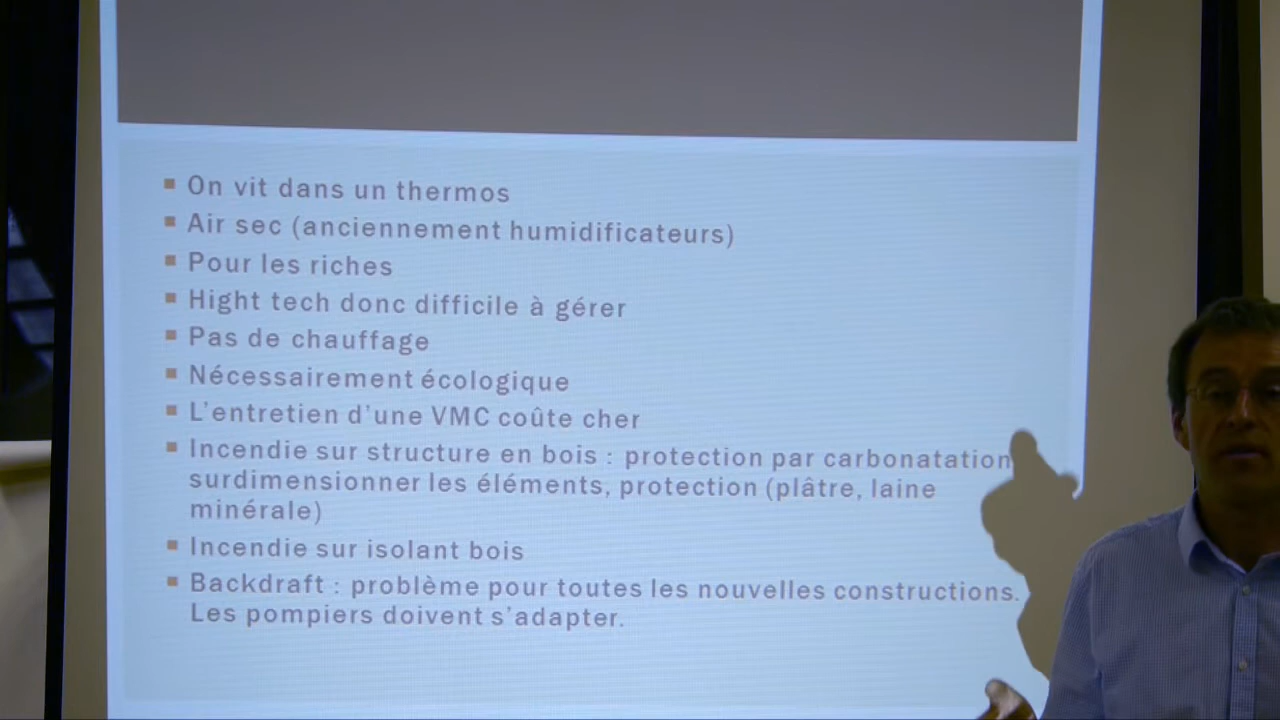 On vit dans un thermos
Air sec (anciennement humidificateurs)
Pour les riches
Hight tech donc difficile à gérer
Pas de chauffage
Nécessairement écologique
L'entretien d'une VMC coûte cher
Incendie sur structure en bois : protection par carbonatation
surdimensionner les éléments, protection (plâtre, laine
minérale)
Incendie sur isolant bois
Backdraft : problème pour toutes les nouvelles constructions.
Les pompiers doivent s'adapter.